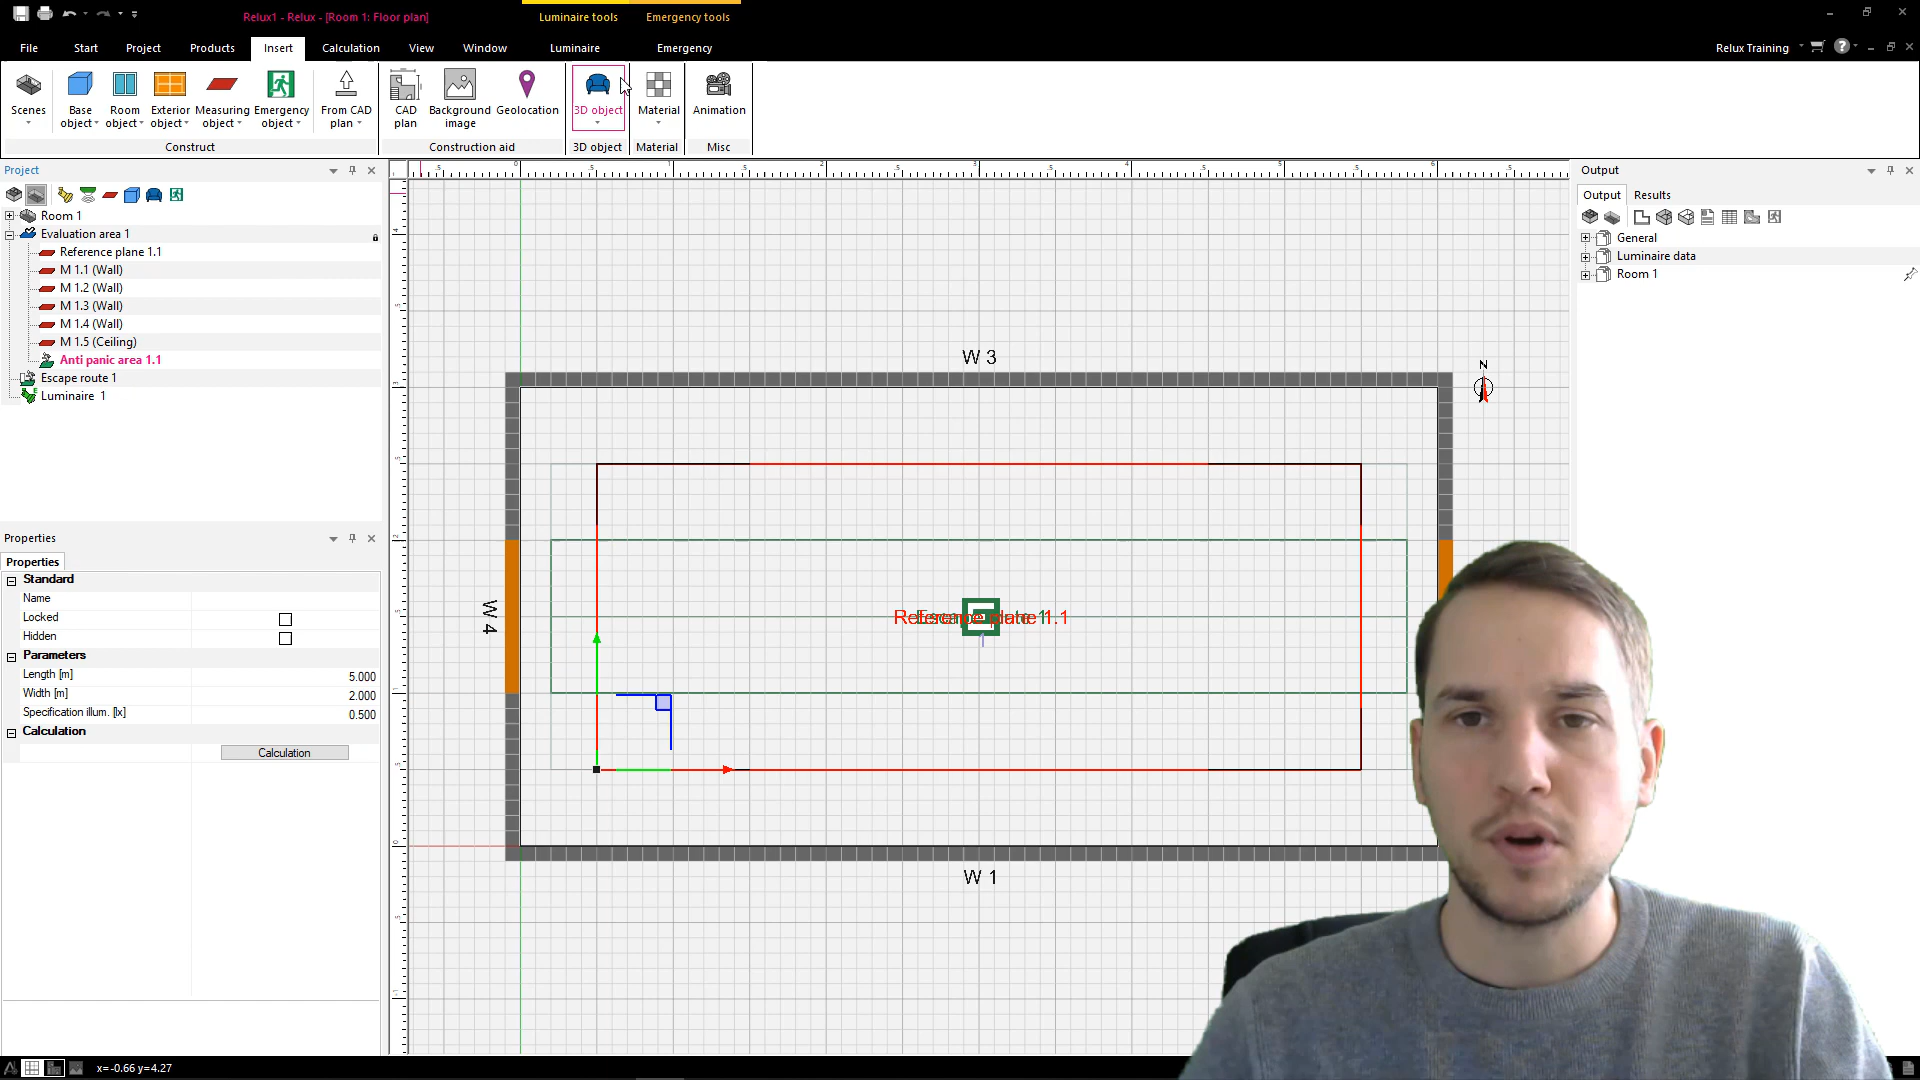 Relux1 - Relux - [Room 1: Floor plan]
Luminaire tools
Emergency tools
File
Start
Project
Products
Insert
Calculation
View
Window
Luminaire
Emergency
Relux Training
Scenes
Base object
Room object
Exterior object
Measuring object
Emergency object
From CAD plan
CAD plan
Background image
Geolocation
3D object
Material
Animation
Construct
Construction aid
3D object
Material
Misc
Project
Room 1
Evaluation area 1
Reference plane 1.1
M 1.1 (Wall)
M 1.2 (Wall)
M 1.3 (Wall)
M 1.4 (Wall)
M 1.5 (Ceiling)
Anti panic area 1.1
Escape route 1
Luminaire 1
Properties
Properties
Standard
Name
Locked
Hidden
Parameters
Length [m] 5.000
Width [m] 2.000
Specification illum. [lx] 0.500
Calculation
Calculation
W 3
N
W 4
Reference plane 1.1
W 1
Output
Output
Results
General
Luminaire data
Room 1
x=-0.66 y=4.27